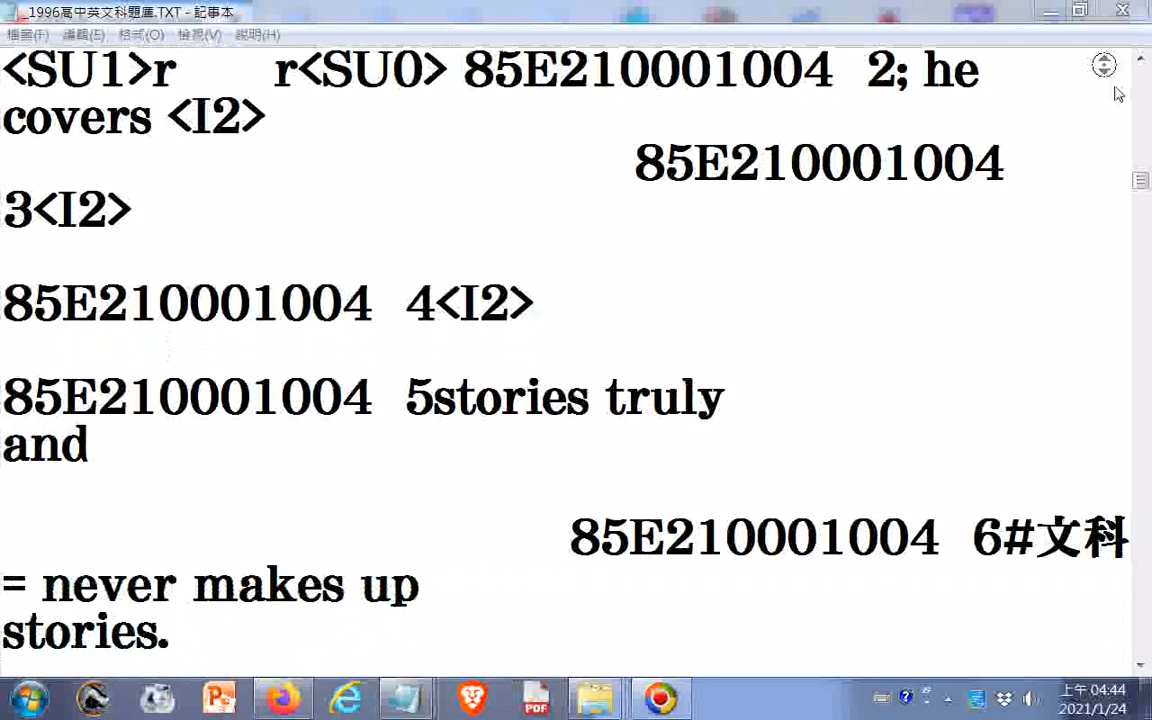 _1996高中英文科題庫.TXT - 記事本
檔案(F) 編輯(E) 格式(O) 檢視(V) 說明(H)
<SU1>r r<SU0> 85E210001004 2; he
covers <I2>
85E210001004
3<I2>
85E210001004 4<I2>
85E210001004 5stories truly
and
85E210001004 6#文科
= never makes up
stories.
PDF
上午 04:44
2021/1/24